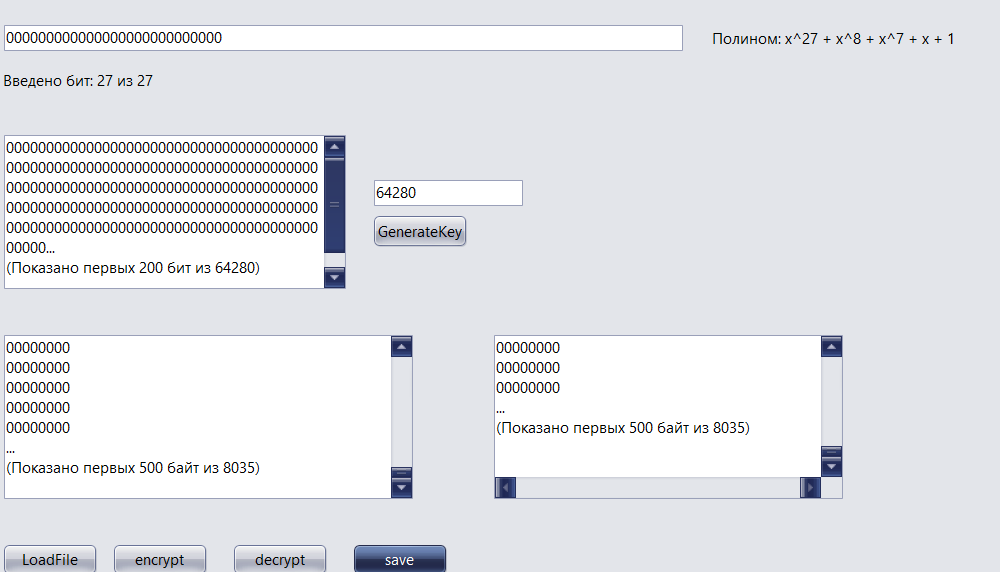 000000000000000000000000000
Полином: x^27 + x^8 + x^7 + x + 1
Введено бит: 27 из 27
000000000000000000000000000000000000000
000000000000000000000000000000000000000
000000000000000000000000000000000000000
000000000000000000000000000000000000000
000000000000000000000000000000000000000
00000...
(Показано первых 200 бит из 64280)
64280
GenerateKey
00000000
00000000
00000000
00000000
00000000
...
(Показано первых 500 байт из 8035)
00000000
00000000
00000000
...
(Показано первых 500 байт из 8035)
LoadFile
encrypt
decrypt
save